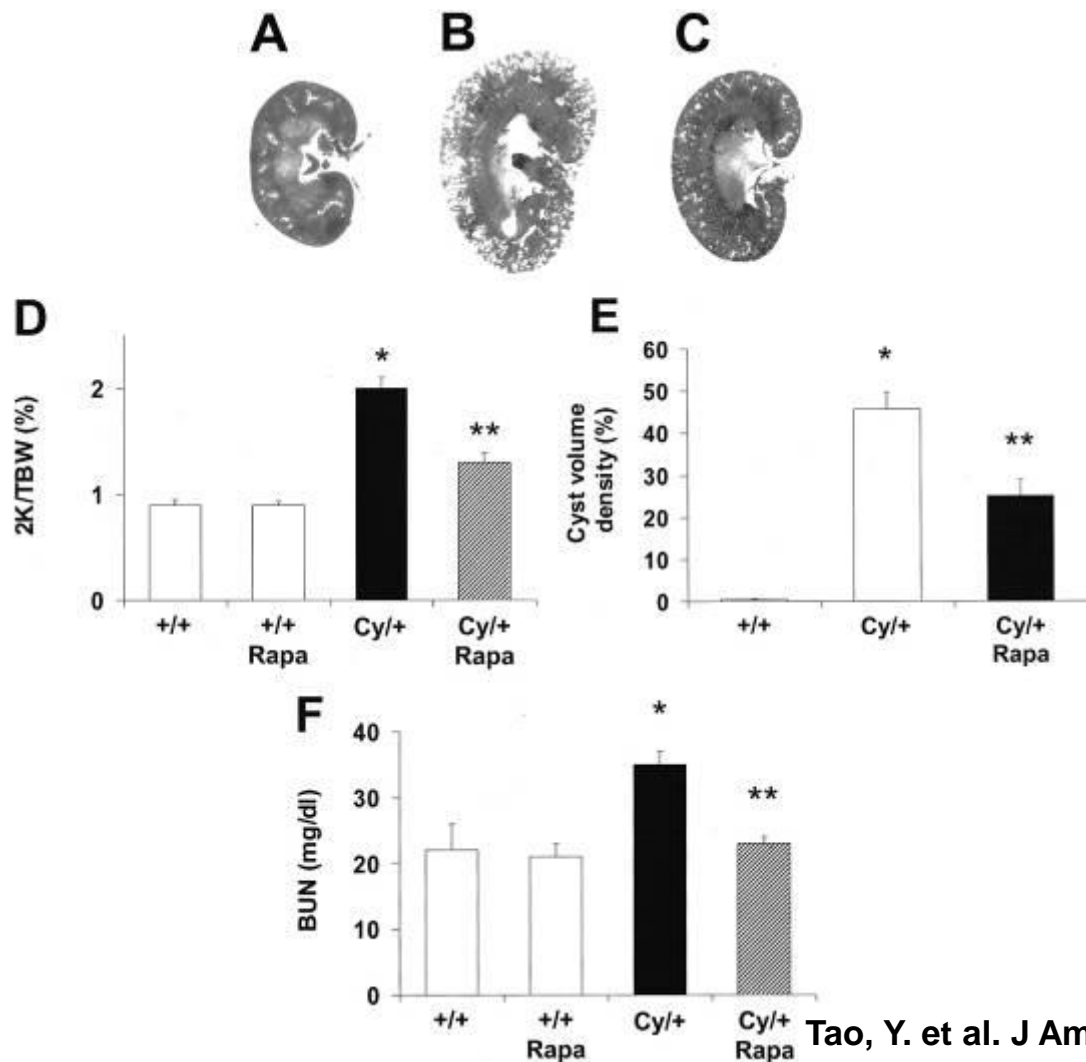 A B C
D
2K/TBW (%)
2
1
0
+/+ +/+ Cy/+ Cy/+
Rapa Rapa
*
**
E
Cyst volume
density (%)
60
50
40
30
20
10
0
+/+ Cy/+ Cy/+
Rapa
*
**
F
BUN (mg/dl)
40
30
20
10
0
+/+ +/+ Cy/+ Cy/+
Rapa Rapa
*
**
Tao, Y. et al. J Am